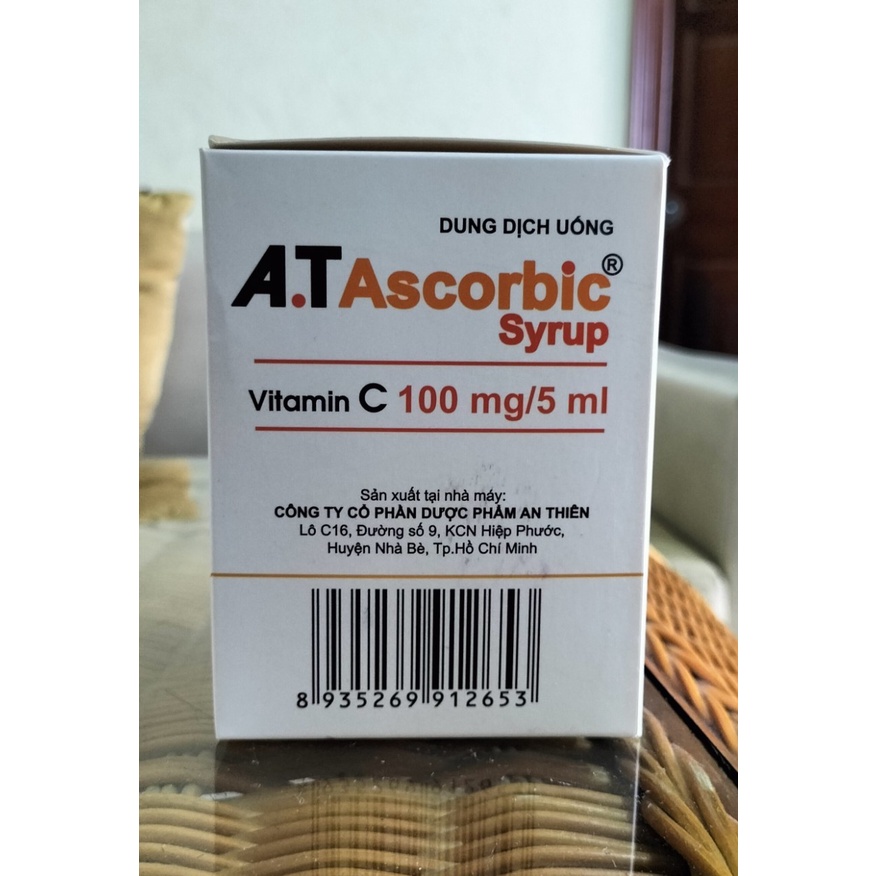 DUNG DỊCH UỐNG
A.T Ascorbic®
Syrup
Vitamin C 100 mg/5 ml
Sản xuất tại nhà máy:
CÔNG TY CỔ PHẦN DƯỢC PHẨM AN THIÊN
Lô C16, Đường số 9, KCN Hiệp Phước,
Huyện Nhà Bè, Tp.Hồ Chí Minh
8 935269 912653